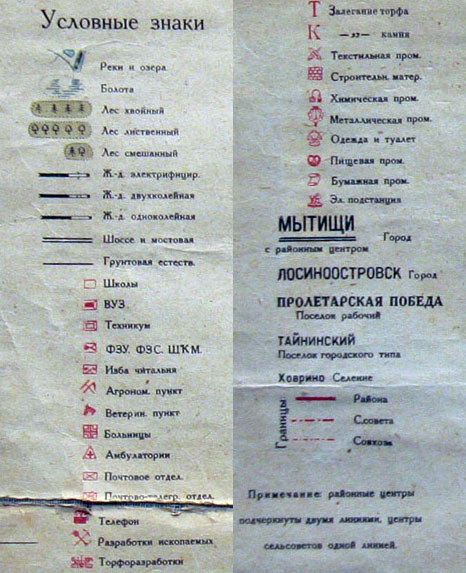 Условные знаки
Реки и озера
Болота
Лес хвойный
Лес лиственный
Лес смешанный
Ж.-д. электрифицир.
Ж.-д. двухколейная
Ж.-д. одноколейная
Шоссе и мостовая
Грунтовая естеств.
Школы
ВУЗ.
Техникум
ФЗУ. ФЗС. ШКМ.
Изба читальня
Агроном. пункт
Ветерин. пункт
Больницы
Амбулатории
Почтовое отдел.
Почтово-телегр. отдел.
Телефон
Разработки ископаемых
Торфоразработки
Т Залегание торфа
К —„— камня
Текстильная пром.
Строительн. матер.
Химическая пром.
Металлическая пром.
Одежда и туалет
Пищевая пром.
Бумажная пром.
Эл. подстанция
МЫТИЩИ Город
с районным центром
ЛОСИНООСТРОВСК Город
ПРОЛЕТАРСКАЯ ПОБЕДА
Поселок рабочий
ТАЙНИНСКИЙ
Поселок городского типа
Ховрино Селение
Границы
Района
С.совета
Совхоза
Примечание: районные центры
подчеркнуты двумя линиями, центры
сельсоветов одной линией.